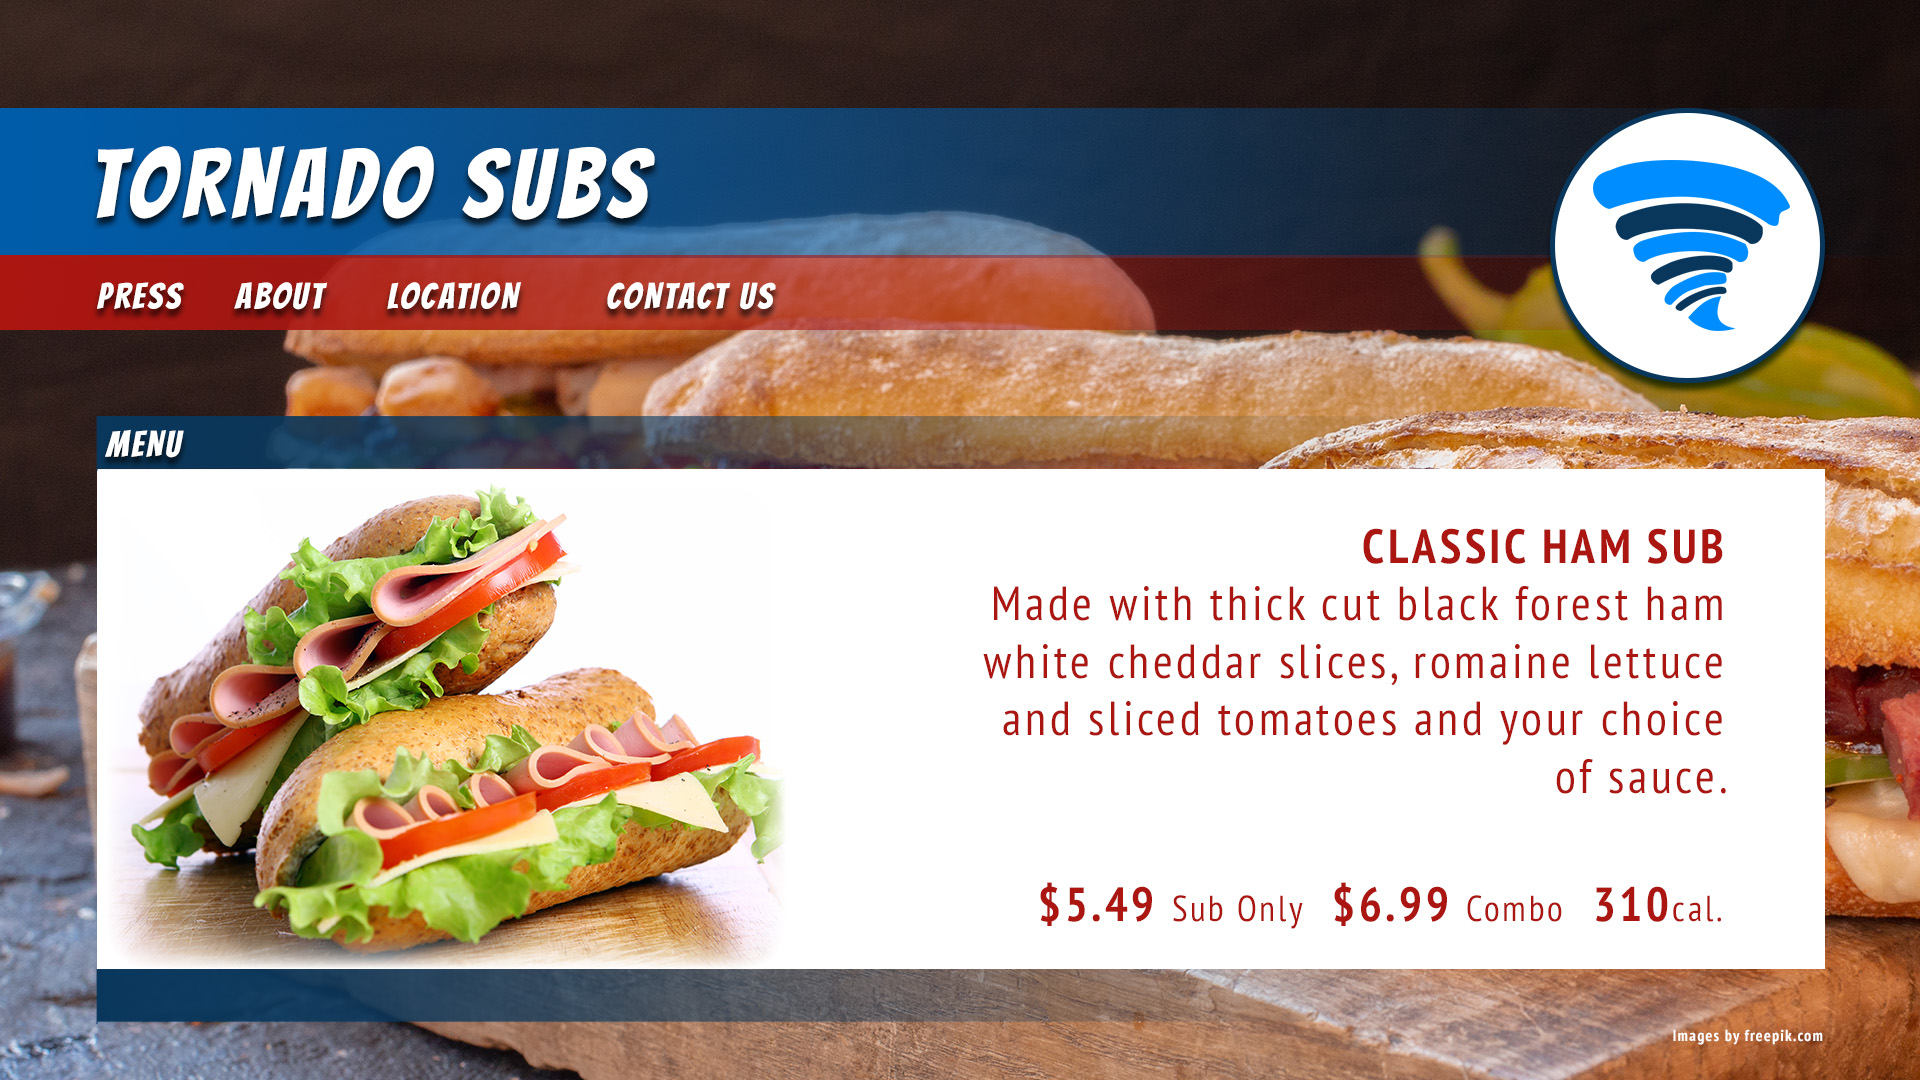 TORNADO SUBS
PRESS ABOUT LOCATION CONTACT US
MENU
CLASSIC HAM SUB
Made with thick cut black forest ham
white cheddar slices, romaine lettuce
and sliced tomatoes and your choice
of sauce.
$5.49 Sub Only $6.99 Combo 310cal.
Images by freepik.com